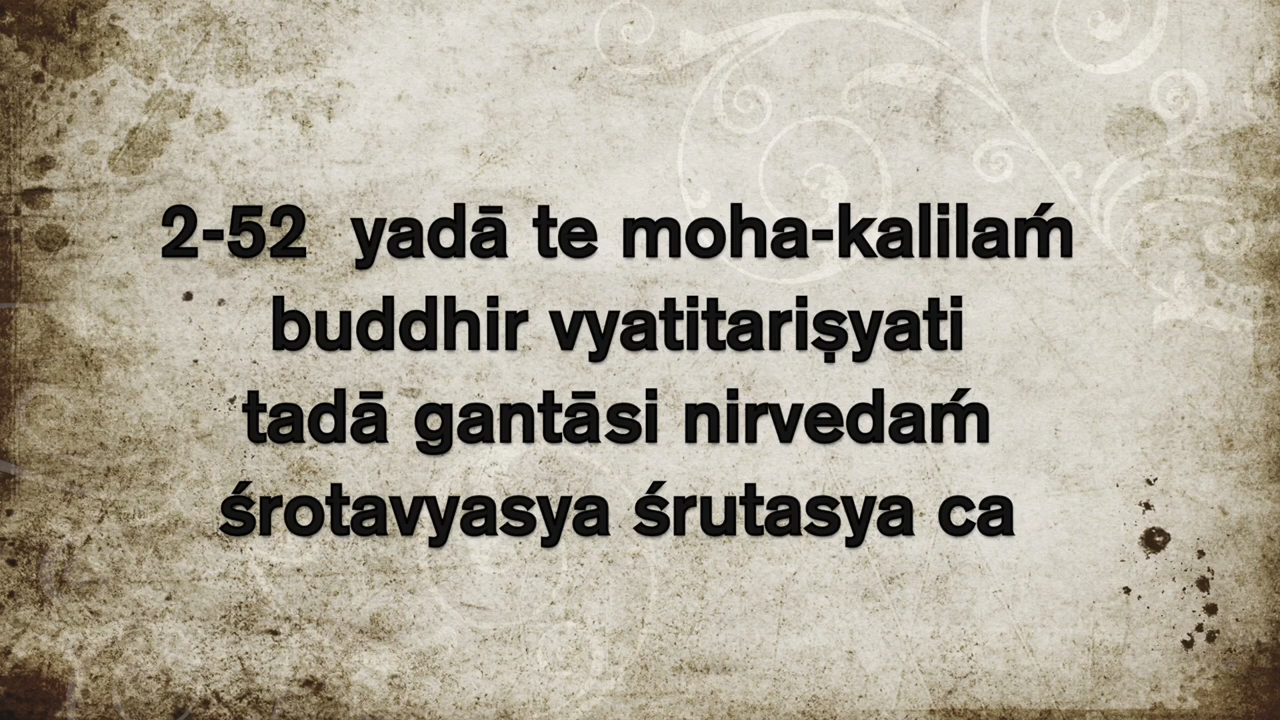 2-52 yadā te moha-kalilaḿ
buddhir vyatitariṣyati
tadā gantāsi nirvedaḿ
śrotavyasya śrutasya ca